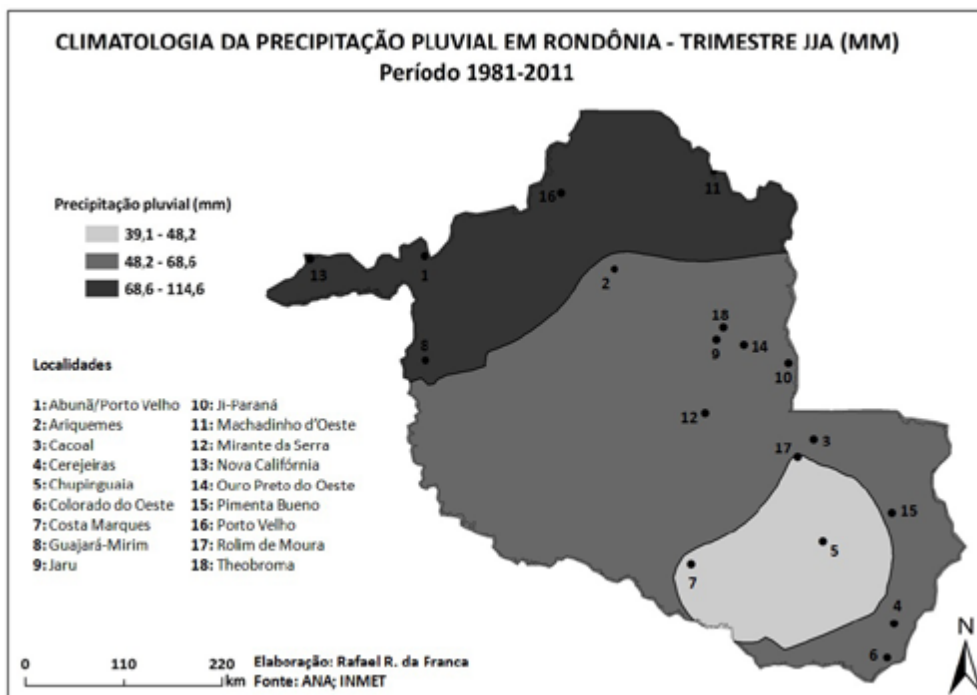 CLIMATOLOGIA DA PRECIPITAÇÃO PLUVIAL EM RONDÔNIA - TRIMESTRE JJA (MM)
Período 1981-2011
Precipitação pluvial (mm)
39,1 - 48,2
48,2 - 68,6
68,6 - 114,6
Localidades
1: Abunã/Porto Velho
2: Ariquemes
3: Cacoal
4: Cerejeiras
5: Chupinguaia
6: Colorado do Oeste
7: Costa Marques
8: Guajará-Mirim
9: Jaru
10: Ji-Paraná
11: Machadinho d'Oeste
12: Mirante da Serra
13: Nova Califórnia
14: Ouro Preto do Oeste
15: Pimenta Bueno
16: Porto Velho
17: Rolim de Moura
18: Theobroma
16
11
13
1
2
8
18
9
14
10
12
3
17
15
5
7
4
6
N
0 110 220 km
Elaboração: Rafael R. da Franca
Fonte: ANA; INMET